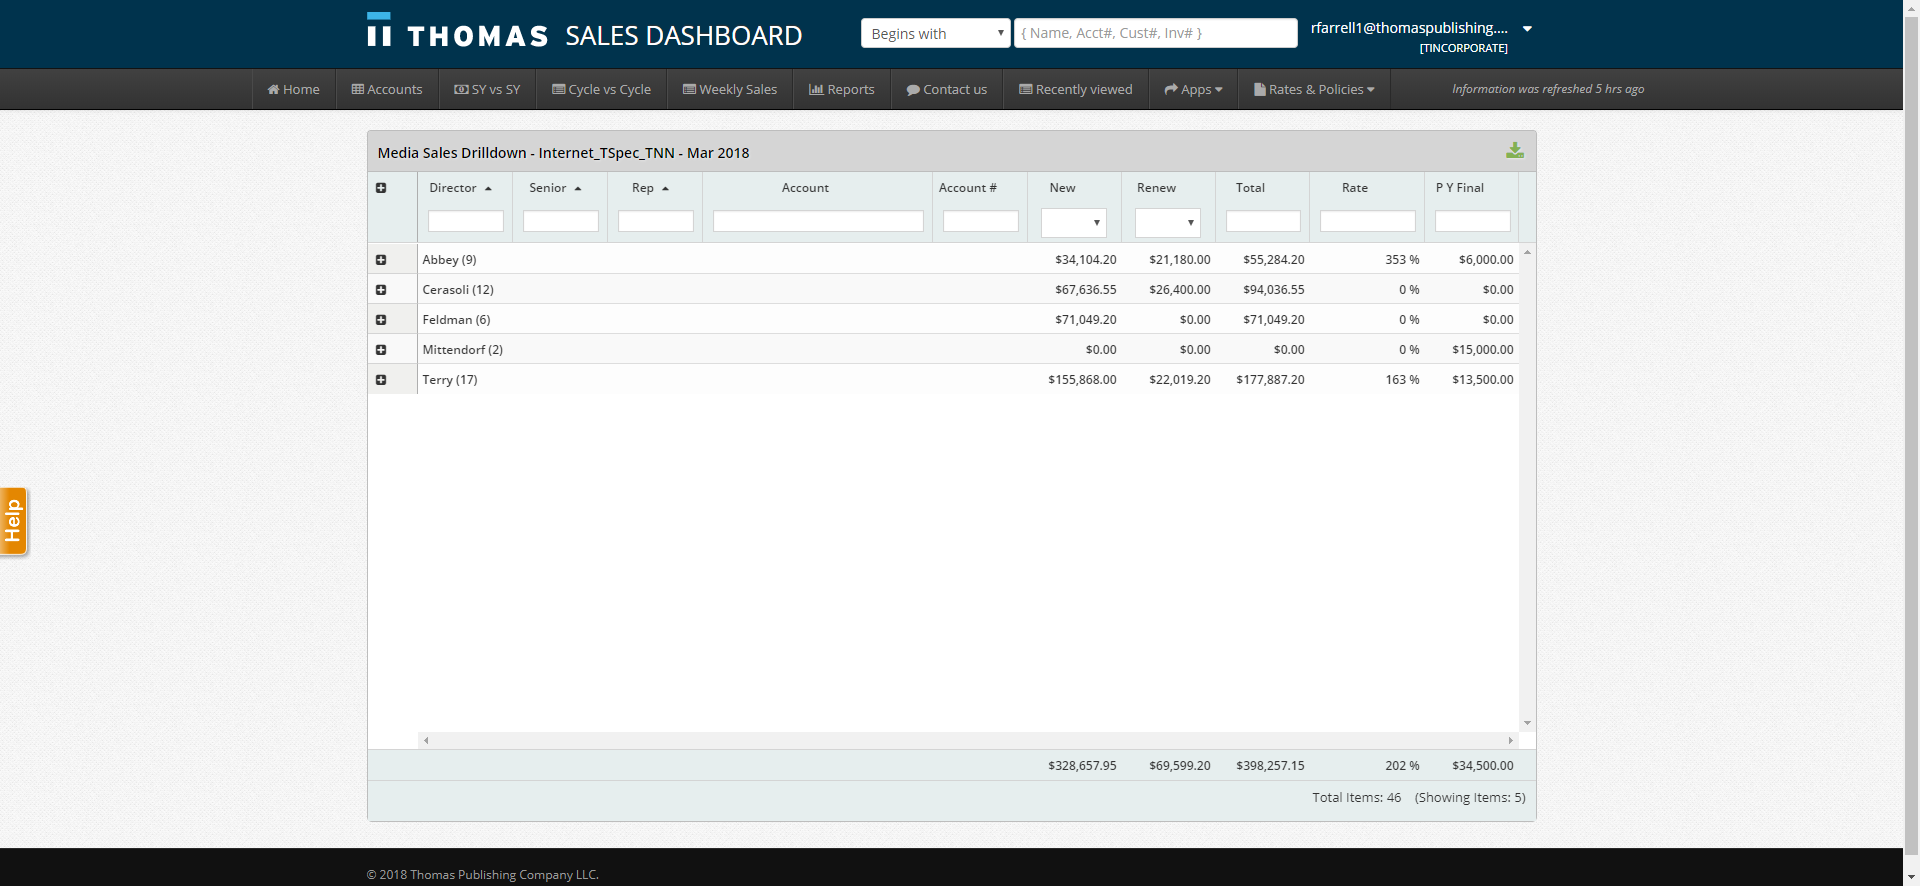 THOMAS SALES DASHBOARD
Begins with
{ Name, Acct#, Cust#, Inv# }
rfarrell1@thomaspublishing....
[TINCORPORATE]
Home Accounts SY vs SY Cycle vs Cycle Weekly Sales Reports Contact us Recently viewed Apps Rates & Policies Information was refreshed 5 hrs ago
Media Sales Drilldown - Internet_TSpec_TNN - Mar 2018
Director Senior Rep Account Account # New Renew Total Rate P Y Final
Abbey (9) $34,104.20 $21,180.00 $55,284.20 353 % $6,000.00
Cerasoli (12) $67,636.55 $26,400.00 $94,036.55 0 % $0.00
Feldman (6) $71,049.20 $0.00 $71,049.20 0 % $0.00
Mittendorf (2) $0.00 $0.00 $0.00 0 % $15,000.00
Terry (17) $155,868.00 $22,019.20 $177,887.20 163 % $13,500.00
Help
$328,657.95 $69,599.20 $398,257.15 202 % $34,500.00
Total Items: 46 (Showing Items: 5)
© 2018 Thomas Publishing Company LLC.